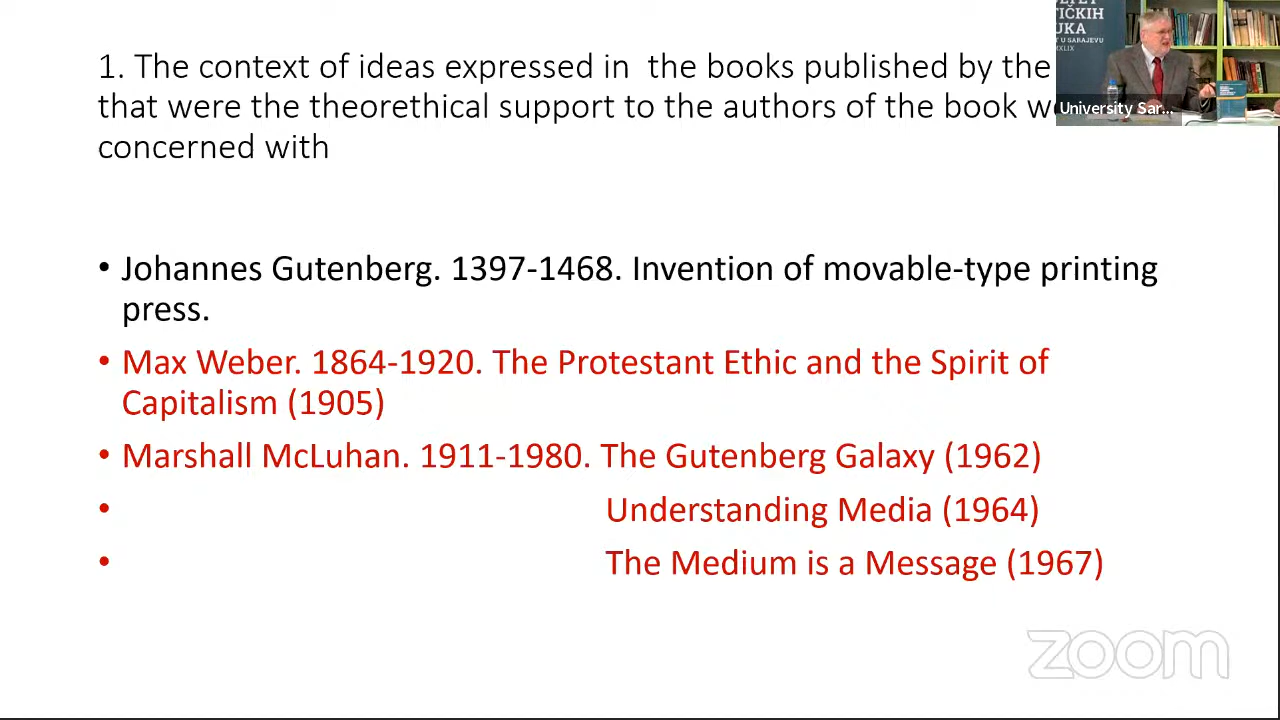 1. The context of ideas expressed in the books published by the
that were the theorethical support to the authors of the book
concerned with
• Johannes Gutenberg. 1397-1468. Invention of movable-type printing
press.
• Max Weber. 1864-1920. The Protestant Ethic and the Spirit of
Capitalism (1905)
• Marshall McLuhan. 1911-1980. The Gutenberg Galaxy (1962)
• Understanding Media (1964)
• The Medium is a Message (1967)
University Sar...
zoom